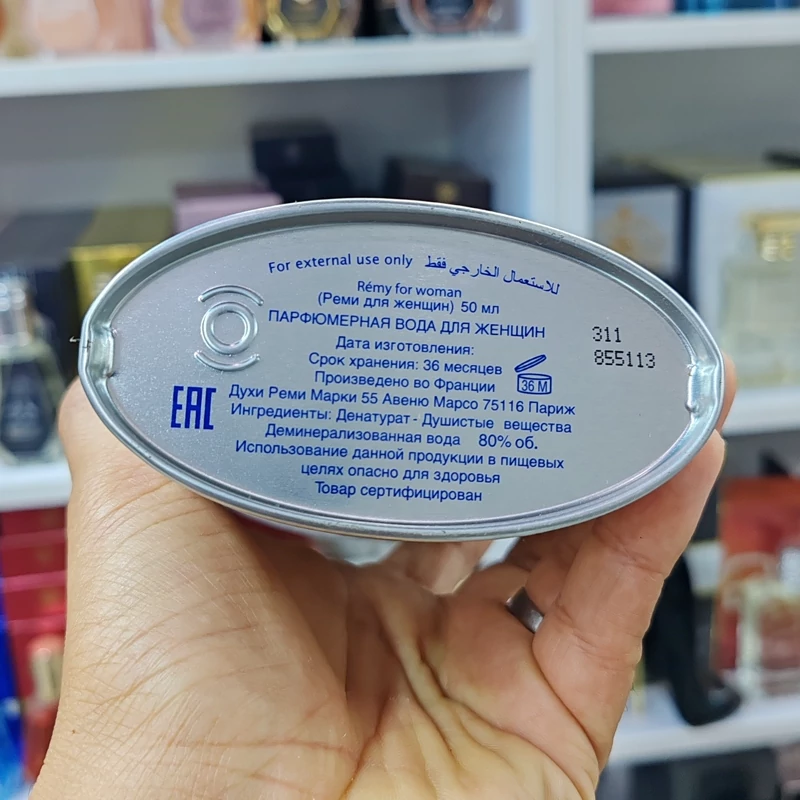 For external use only للاستعمال الخارجي فقط
Rémy for woman
(Реми для женщин) 50 мл
ПАРФЮМЕРНАЯ ВОДА ДЛЯ ЖЕНЩИН
Дата изготовления:
Срок хранения: 36 месяцев
Произведено во Франции
36 M
Духи Реми Марки 55 Авеню Марсо 75116 Париж
Ингредиенты: Денатурат - Душистые вещества
Деминерализованная вода 80% об.
Использование данной продукции в пищевых
целях опасно для здоровья
Товар сертифицирован
EAC
311
855113